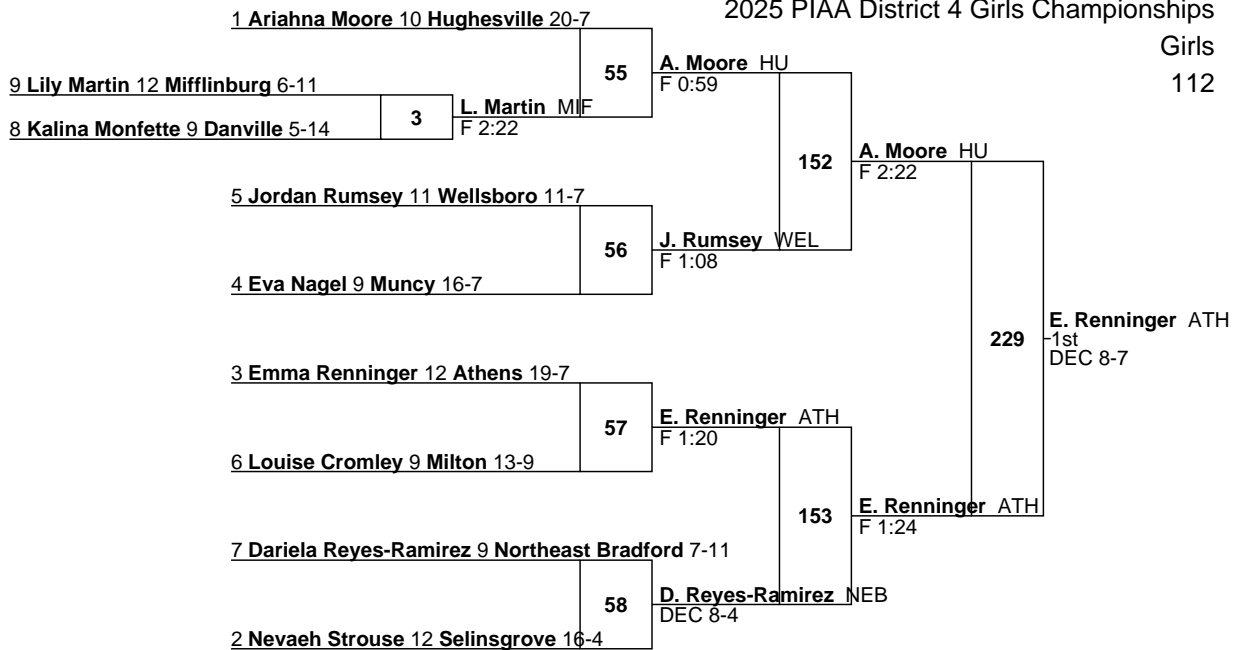 2025 PIAA District 4 Girls Championships
Girls
112
1 Ariahna Moore 10 Hughesville 20-7
55
A. Moore HU
F 0:59
9 Lily Martin 12 Mifflinburg 6-11
3
L. Martin MIF
F 2:22
8 Kalina Monfette 9 Danville 5-14
152
A. Moore HU
F 2:22
5 Jordan Rumsey 11 Wellsboro 11-7
56
J. Rumsey WEL
F 1:08
4 Eva Nagel 9 Muncy 16-7
229
E. Renninger ATH
1st
DEC 8-7
3 Emma Renninger 12 Athens 19-7
57
E. Renninger ATH
F 1:20
6 Louise Cromley 9 Milton 13-9
153
E. Renninger ATH
F 1:24
7 Dariela Reyes-Ramirez 9 Northeast Bradford 7-11
58
D. Reyes-Ramirez NEB
DEC 8-4
2 Nevaeh Strouse 12 Selinsgrove 16-4